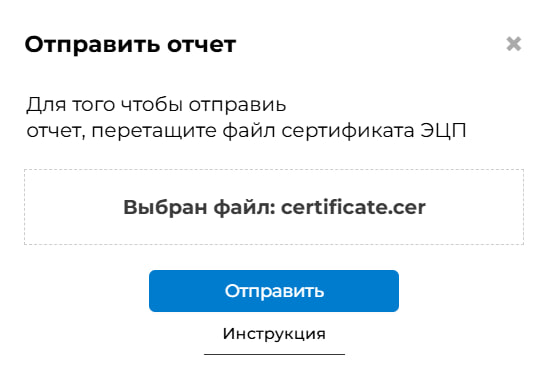 Отправить отчет
Для того чтобы отправиь
отчет, перетащите файл сертификата ЭЦП
Выбран файл: certificate.cer
Отправить
Инструкция